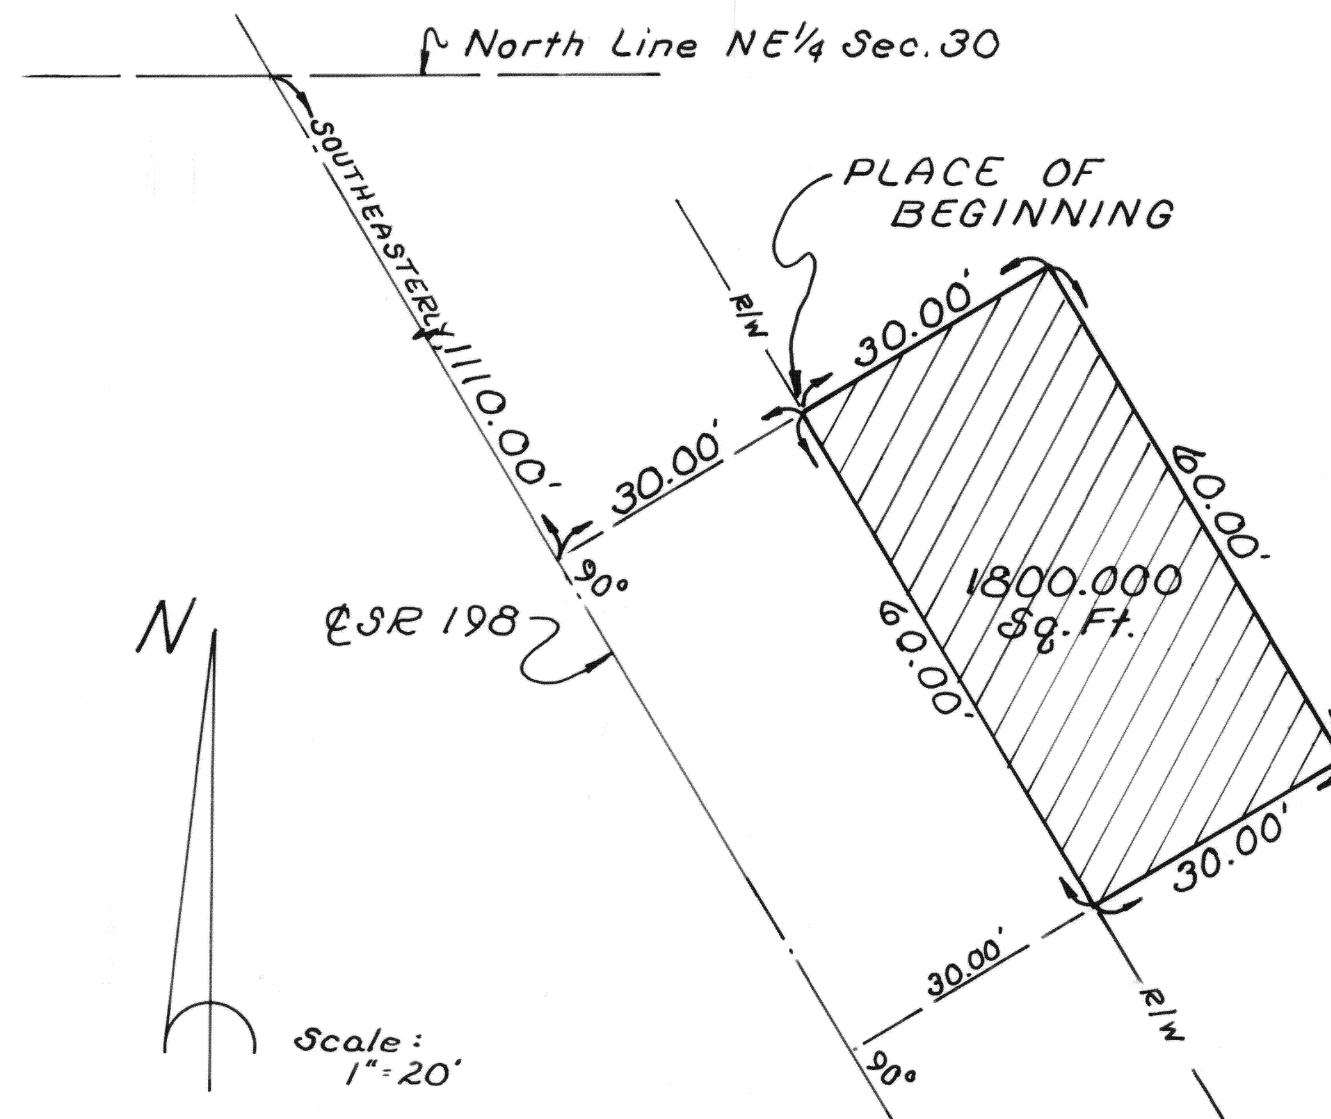 North Line NE¼ Sec. 30
SOUTHEASTERLY, 1110.00'
PLACE OF
BEGINNING
R/W
30.00'
30.00'
90°
℄ SR 198
60.00'
1800.000
Sq. Ft.
60.00'
30.00'
30.00'
90°
R/W
N
Scale:
1"=20'